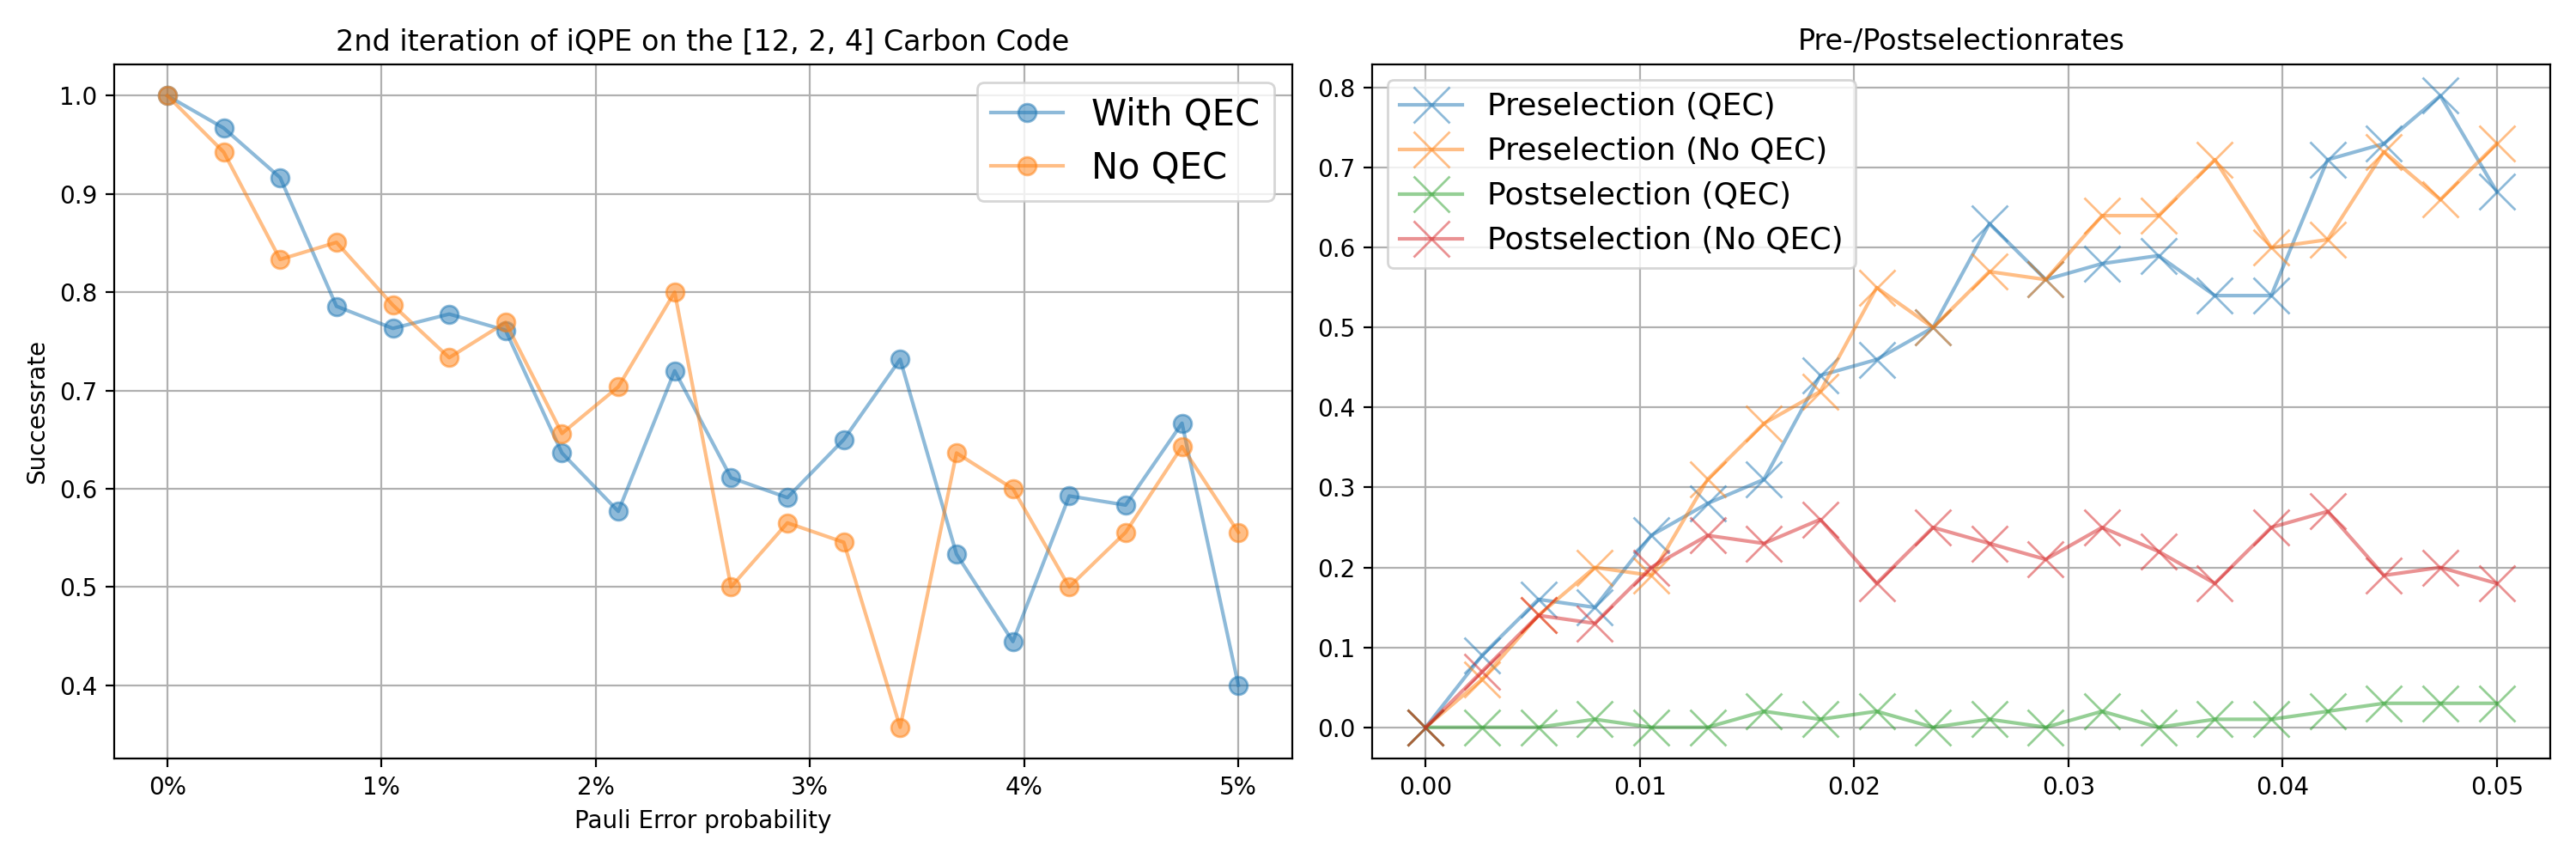 2nd iteration of iQPE on the [12, 2, 4] Carbon Code
With QEC
No QEC
1.0
0.9
0.8
0.7
0.6
0.5
0.4
Successrate
0% 1% 2% 3% 4% 5%
Pauli Error probability
Pre-/Postselectionrates
Preselection (QEC)
Preselection (No QEC)
Postselection (QEC)
Postselection (No QEC)
0.8
0.7
0.6
0.5
0.4
0.3
0.2
0.1
0.0
0.00 0.01 0.02 0.03 0.04 0.05